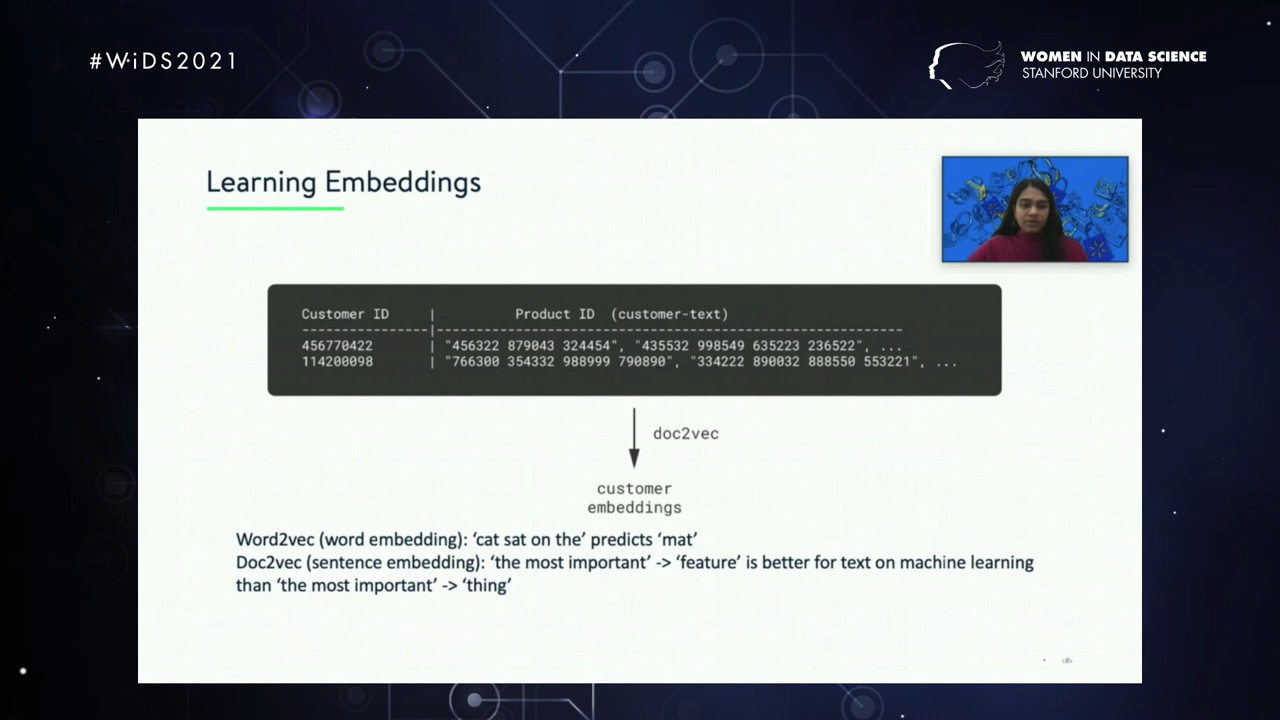 #WiDS2021
WOMEN IN DATA SCIENCE
STANFORD UNIVERSITY
Learning Embeddings
Customer ID | Product ID (customer-text)
----------------|----------------------------------------------------------
456770422 | "456322 879043 324454", "435532 998549 635223 236522", ...
114200098 | "766300 354332 988999 790890", "334222 890032 888550 553221", ...
doc2vec
customer
embeddings
Word2vec (word embedding): ‘cat sat on the’ predicts ‘mat’
Doc2vec (sentence embedding): ‘the most important’ -> ‘feature’ is better for text on machine learning
than ‘the most important’ -> ‘thing’